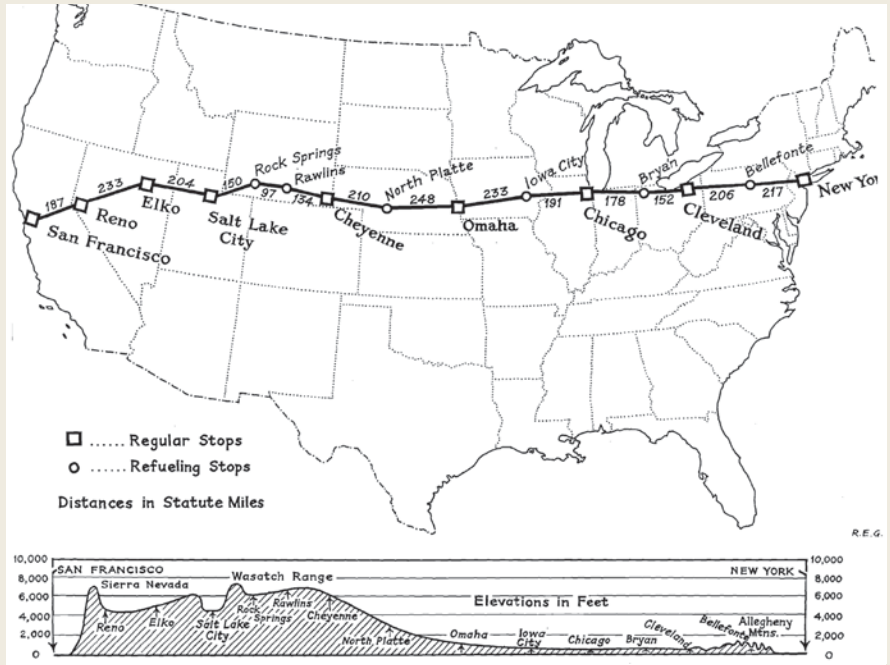 Rock Springs
Rawlins
North Platte
Iowa City
Bryan
Bellefonte
187
233
204
150
97
134
210
248
233
191
178
152
206
217
San Francisco
Reno
Elko
Salt Lake
City
Cheyenne
Omaha
Chicago
Cleveland
New Yo
...... Regular Stops
...... Refueling Stops
Distances in Statute Miles
R.E.G.
10,000
8,000
6,000
4,000
2,000
0
SAN FRANCISCO
NEW YORK
Sierra Nevada
Wasatch Range
Elevations in Feet
Reno
Elko
Salt Lake
City
Rock
Springs
Rawlins
Cheyenne
North Platte
Omaha
Iowa
City
Chicago
Bryan
Cleveland
Bellefonte
Allegheny
Mtns.
10,000
8,000
6,000
4,000
2,000
0